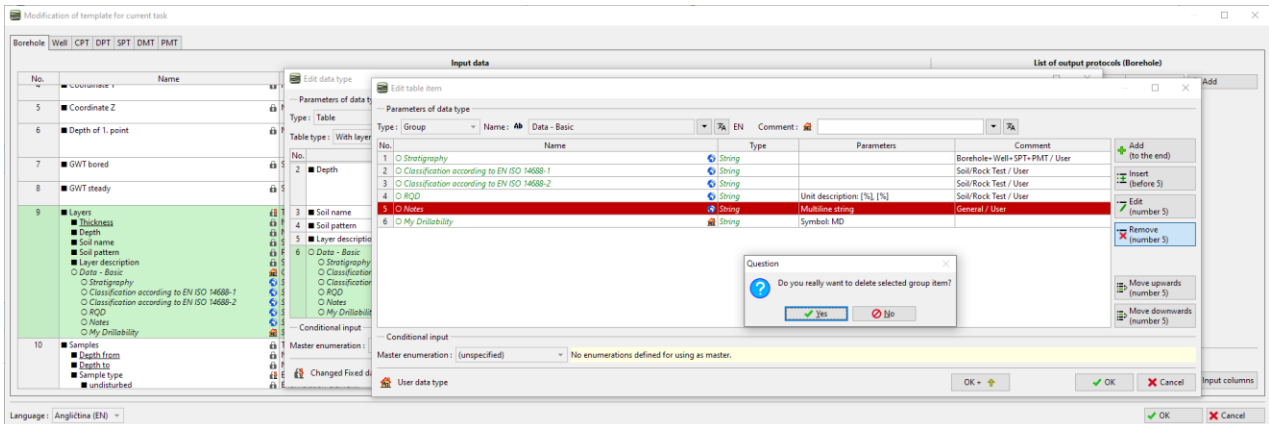 Modification of template for current task
Borehole Well CPT DPT SPT DMT PMT
Input data
List of output protocols (Borehole)
No. Name
5 Coordinate Z
6 Depth of 1. point
7 GWT bored
8 GWT steady
9 Layers
Thickness
Depth
Soil name
Soil pattern
Layer description
Data - Basic
Stratigraphy
Classification according to EN ISO 14688-1
Classification according to EN ISO 14688-2
RQD
Notes
My Drillability
10 Samples
Depth from
Depth to
Sample type
undisturbed
Language: Angličtina (EN)
Add
Input columns
OK
Cancel
Edit data type
Parameters of data
Type: Table
Table type: With layer
No.
2 Depth
3 Soil name
4 Soil pattern
5 Layer descriptio
6 Data - Basic
Stratigraphy
Classification
Classification
RQD
Notes
My Drillabilit
Conditional input
Master enumeration:
Changed Fixed da
Edit table item
Parameters of data type
Type: Group Name: Ab Data - Basic EN Comment:
No. Name Type Parameters Comment
1 Stratigraphy String Borehole+Well+SPT+PMT / User
2 Classification according to EN ISO 14688-1 String Soil/Rock Test / User
3 Classification according to EN ISO 14688-2 String Soil/Rock Test / User
4 RQD String Unit description: [%], [%] Soil/Rock Test / User
5 Notes String Multiline string General / User
6 My Drillability String Symbol: MD
Add
(to the end)
Insert
(before 5)
Edit
(number 5)
Remove
(number 5)
Move upwards
(number 5)
Move downwards
(number 5)
Question
Do you really want to delete selected group item?
Yes No
Conditional input
Master enumeration: (unspecified) No enumerations defined for using as master.
User data type
OK + OK Cancel